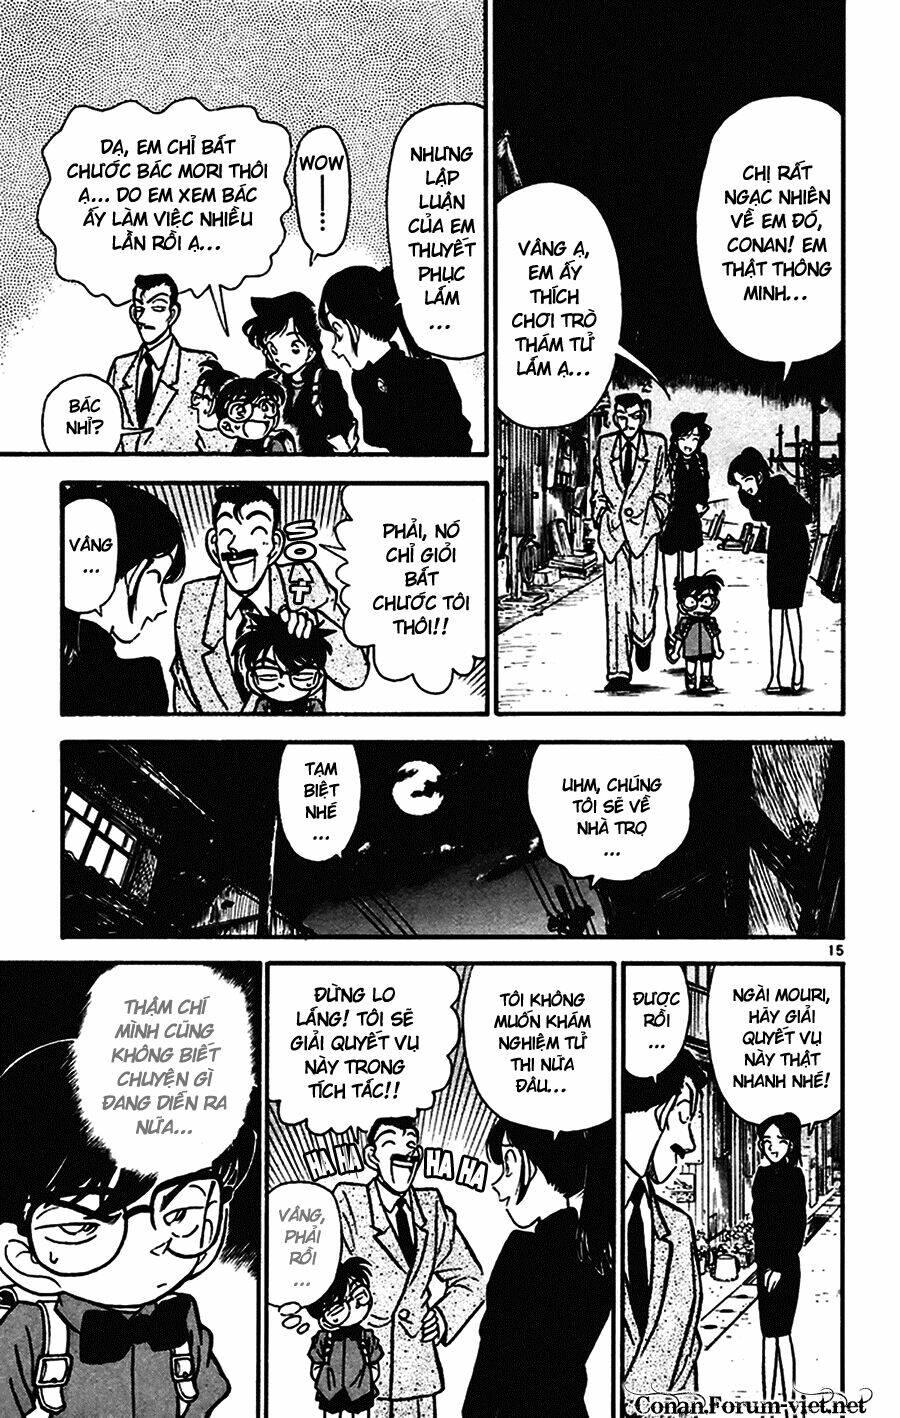 CHỊ RẤT
NGẠC NHIÊN
VỀ EM ĐÓ,
CONAN! EM
THẬT THÔNG
MINH...
VÂNG Ạ,
EM ẤY
THÍCH
CHƠI TRÒ
THÁM TỬ
LẮM Ạ...
NHƯNG
LẬP
LUẬN
CỦA EM
THUYẾT
PHỤC
LẮM
...
WOW
...
DẠ, EM CHỈ BẮT
CHƯỚC BÁC MORI THÔI
Ạ... DO EM XEM BÁC
ẤY LÀM VIỆC NHIỀU
LẦN RỒI Ạ...
BÁC
NHỈ?
PHẢI, NÓ
CHỈ GIỎI
BẮT
CHƯỚC TÔI
THÔI!!
VÂNG
...
UHM, CHÚNG
TÔI SẼ VỀ
NHÀ TRỌ
...
TẠM
BIỆT
NHÉ
...
15
NGÀI MOURI,
HÃY GIẢI
QUYẾT VỤ
NÀY THẬT
NHANH NHÉ!
ĐƯỢC
RỒI
...
TÔI KHÔNG
MUỐN KHÁM
NGHIỆM TỬ
THI NỮA
ĐÂU...
ĐỪNG LO
LẮNG! TÔI SẼ
GIẢI QUYẾT VỤ
NÀY TRONG
TÍCH TẮC!!
HA HA
HA HA
VÂNG,
PHẢI
RỒI
...
THẬM CHÍ
MÌNH CŨNG
KHÔNG BIẾT
CHUYỆN GÌ
ĐANG DIỄN RA
NỮA...
Conan.Forum-viet.net